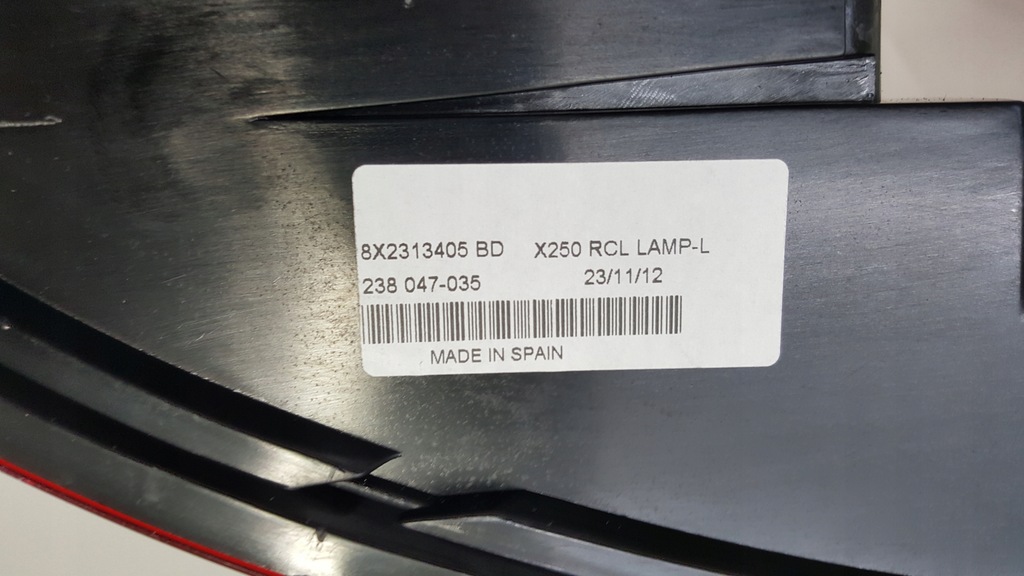 8X2313405 BD X250 RCL LAMP-L
238 047-035 23/11/12
MADE IN SPAIN